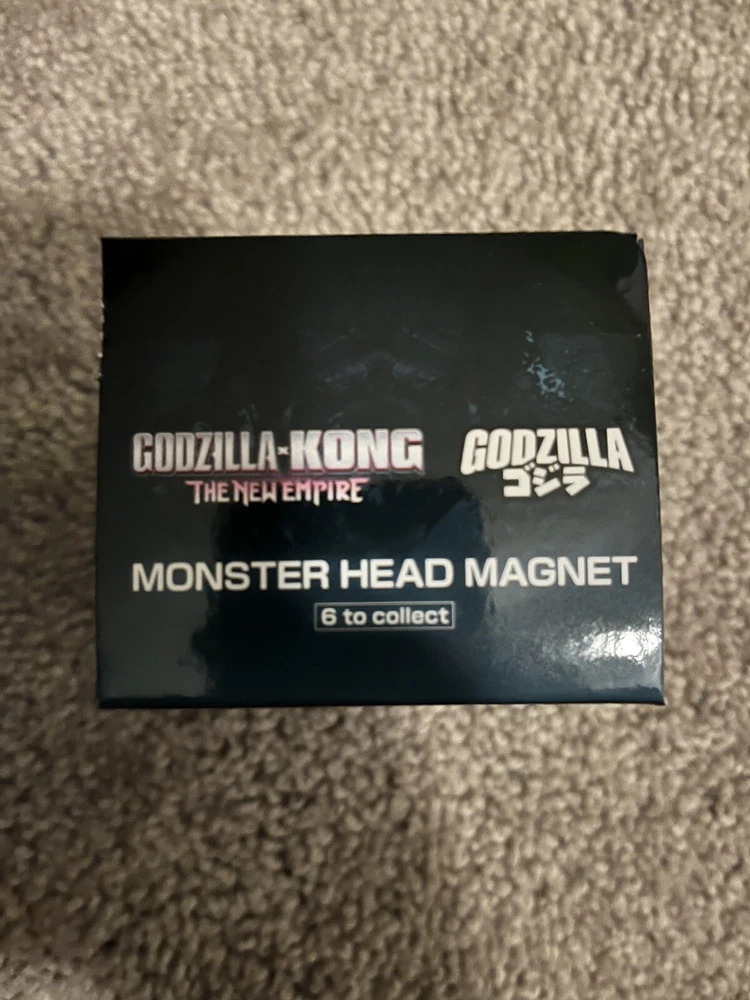 GODZILLA×KONG
THE NEW EMPIRE
GODZILLA
ゴジラ
MONSTER HEAD MAGNET
6 to collect